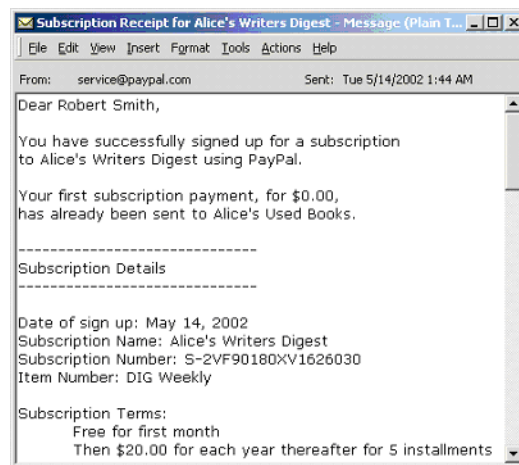 Subscription Receipt for Alice's Writers Digest - Message (Plain T...
File Edit View Insert Format Tools Actions Help
From: service@paypal.com Sent: Tue 5/14/2002 1:44 AM
Dear Robert Smith,
You have successfully signed up for a subscription
to Alice's Writers Digest using PayPal.
Your first subscription payment, for $0.00,
has already been sent to Alice's Used Books.
------------------------------
Subscription Details
------------------------------
Date of sign up: May 14, 2002
Subscription Name: Alice's Writers Digest
Subscription Number: S-2VF90180XV1626030
Item Number: DIG Weekly
Subscription Terms:
Free for first month
Then $20.00 for each year thereafter for 5 installments